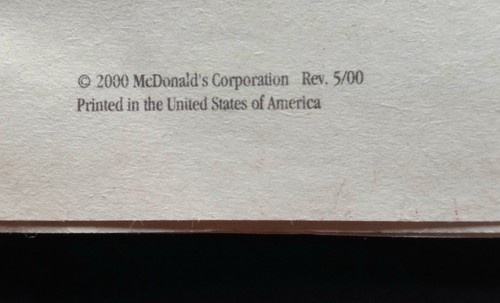 © 2000 McDonald's Corporation Rev. 5/00
Printed in the United States of America